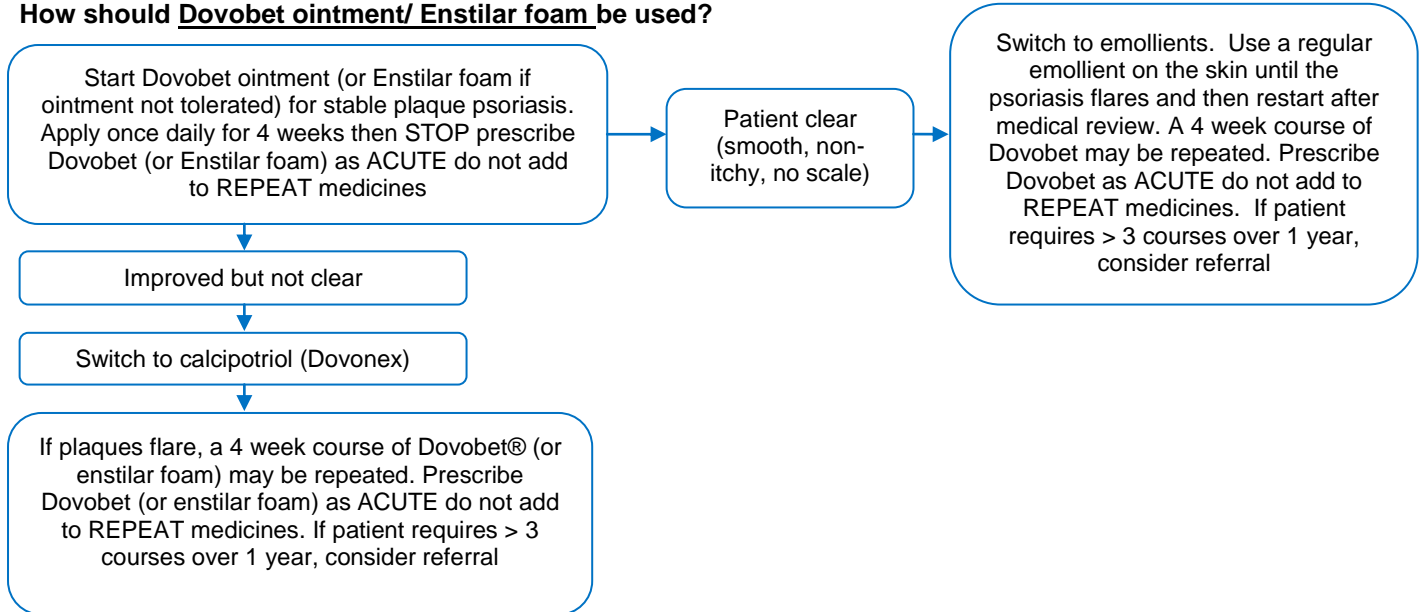 How should Dovobet ointment/ Enstilar foam be used?
Start Dovobet ointment (or Enstilar foam if
ointment not tolerated) for stable plaque psoriasis.
Apply once daily for 4 weeks then STOP prescribe
Dovobet (or Enstilar foam) as ACUTE do not add
to REPEAT medicines
Patient clear
(smooth, non-
itchy, no scale)
Switch to emollients.  Use a regular
emollient on the skin until the
psoriasis flares and then restart after
medical review. A 4 week course of
Dovobet may be repeated. Prescribe
Dovobet as ACUTE do not add to
REPEAT medicines.  If patient
requires > 3 courses over 1 year,
consider referral
Improved but not clear
Switch to calcipotriol (Dovonex)
If plaques flare, a 4 week course of Dovobet® (or
enstilar foam) may be repeated. Prescribe
Dovobet (or enstilar foam) as ACUTE do not add
to REPEAT medicines. If patient requires > 3
courses over 1 year, consider referral